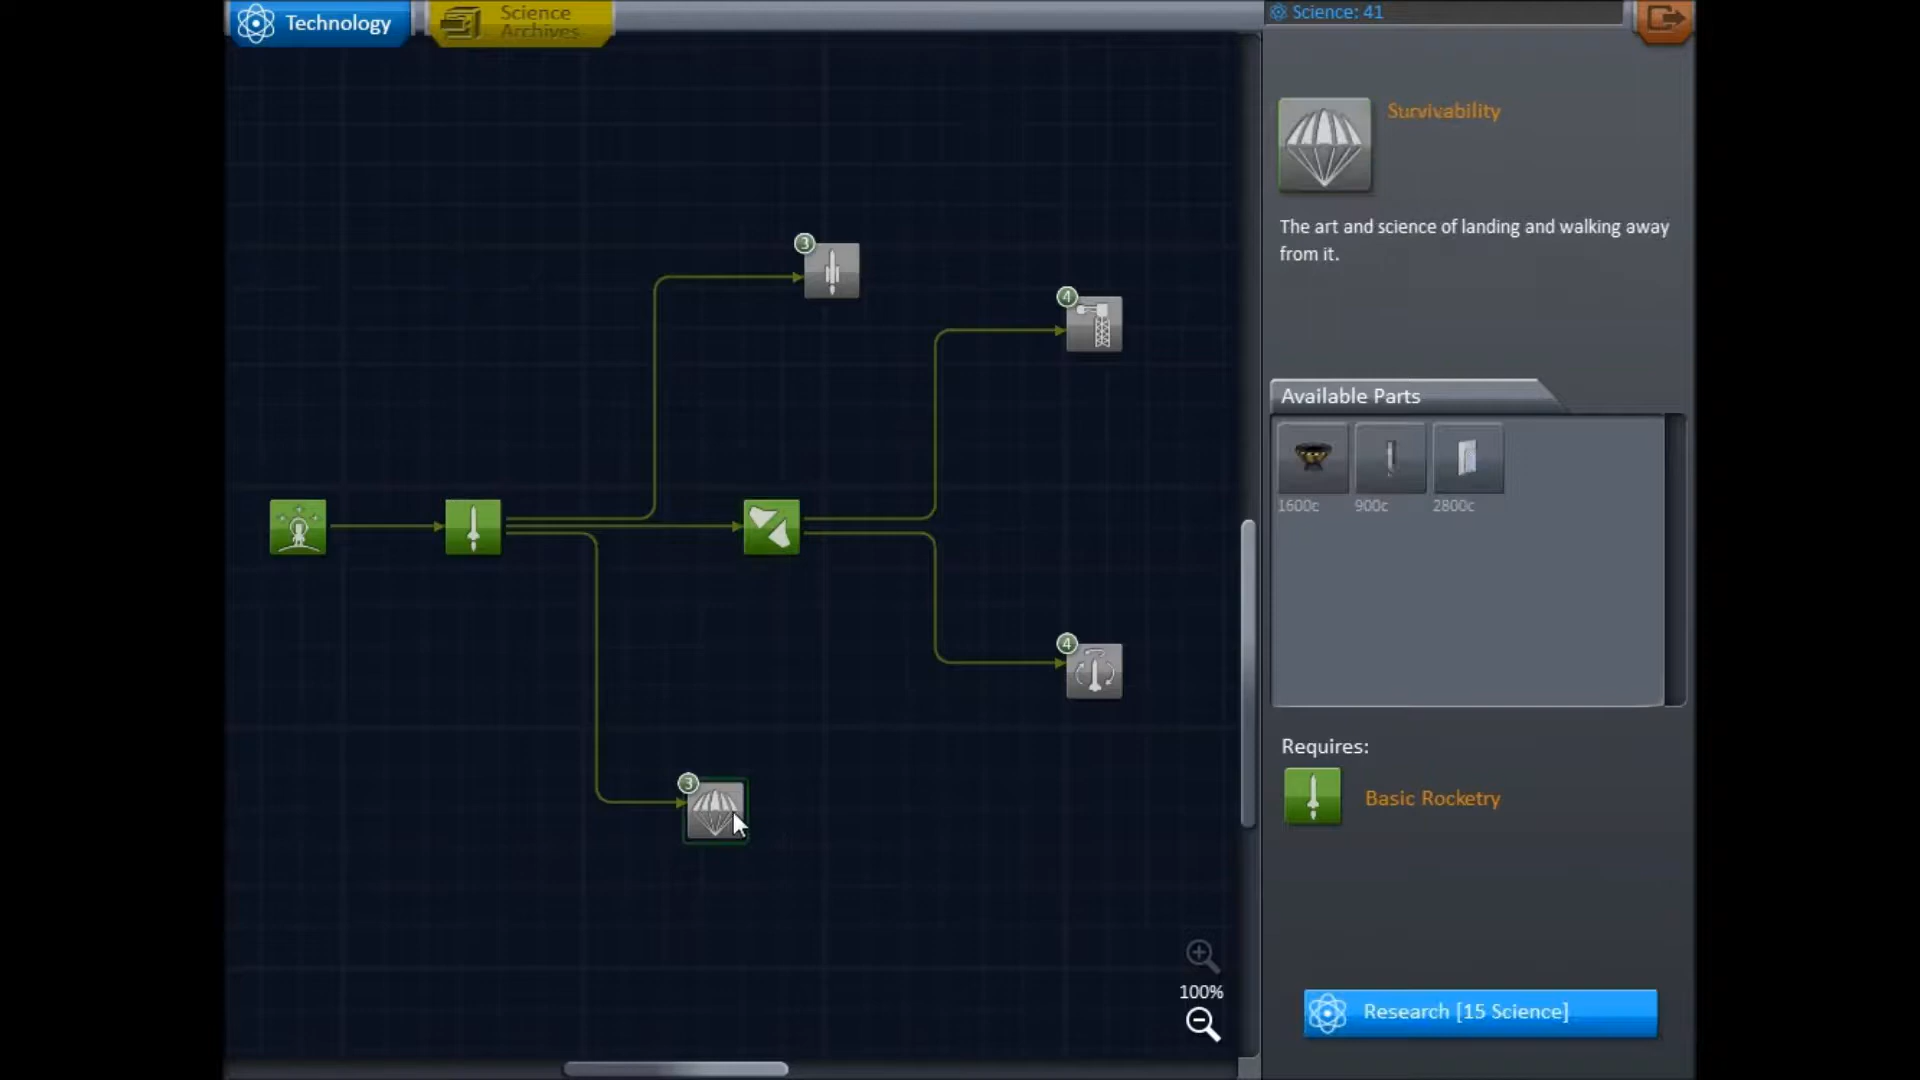 Technology
Science
Archives
Science: 41
Survivability
The art and science of landing and walking away
from it.
3
4
Available Parts
1600c 900c 2800c
4
Requires:
Basic Rocketry
3
100%
Research [15 Science]